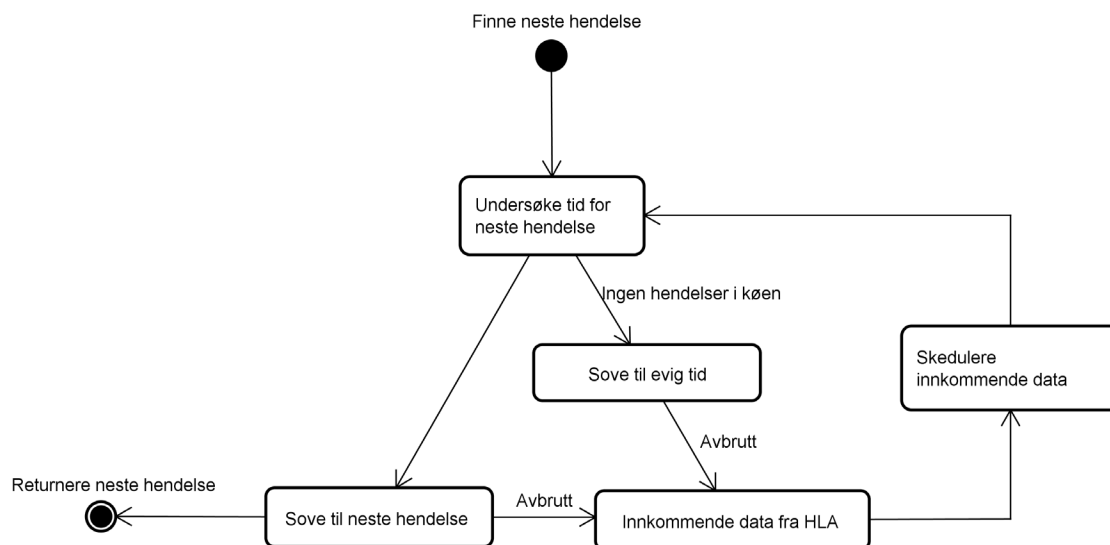 Finne neste hendelse
Undersøke tid for
neste hendelse
Ingen hendelser i køen
Sove til evig tid
Skedulere
innkommende data
Avbrutt
Returnere neste hendelse
Sove til neste hendelse
Avbrutt
Innkommende data fra HLA